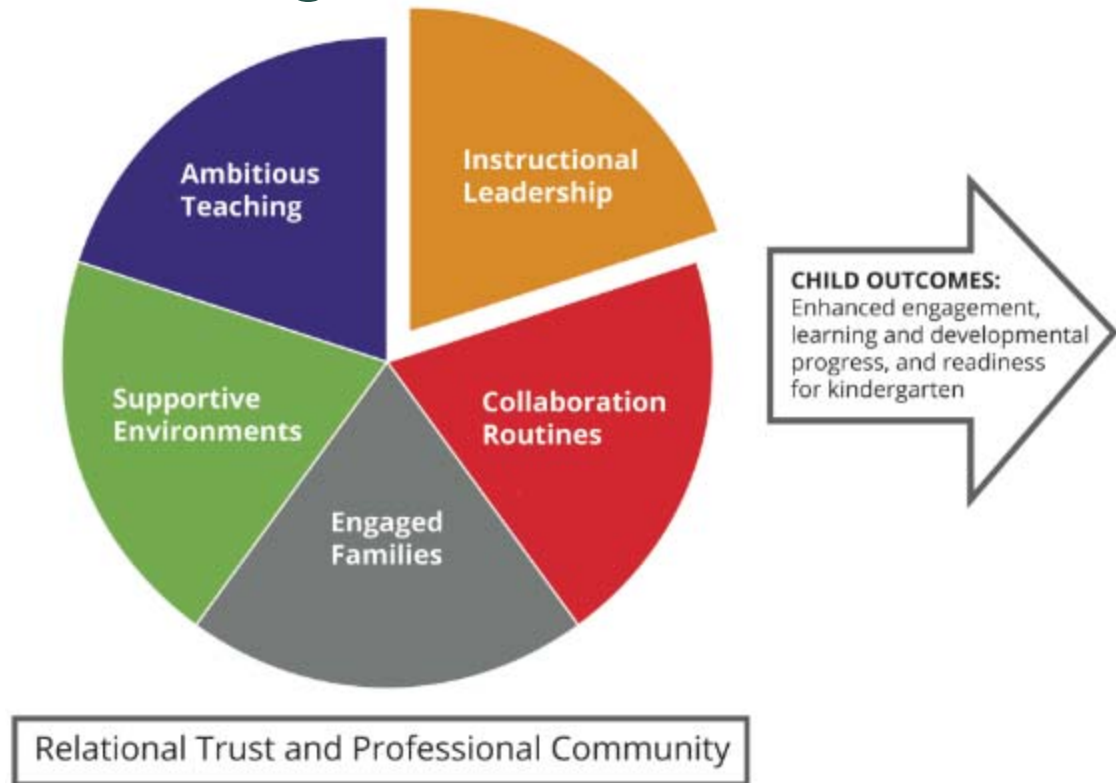 Ambitious
Teaching
Instructional
Leadership
Supportive
Environments
Collaboration
Routines
Engaged
Families
CHILD OUTCOMES:
Enhanced engagement,
learning and developmental
progress, and readiness
for kindergarten
Relational Trust and Professional Community